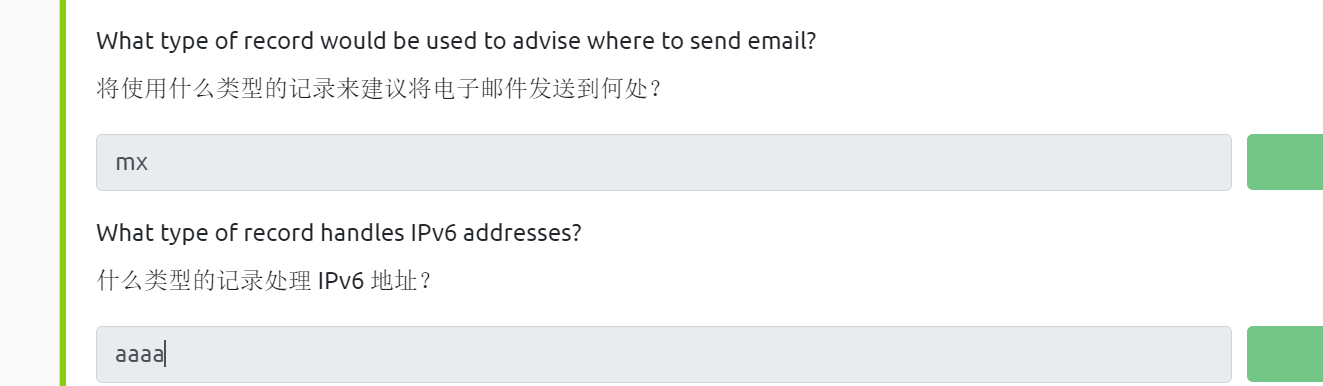 What type of record would be used to advise where to send email?
将使用什么类型的记录来建议将电子邮件发送到何处？
mx
What type of record handles IPv6 addresses?
什么类型的记录处理 IPv6 地址？
aaaa